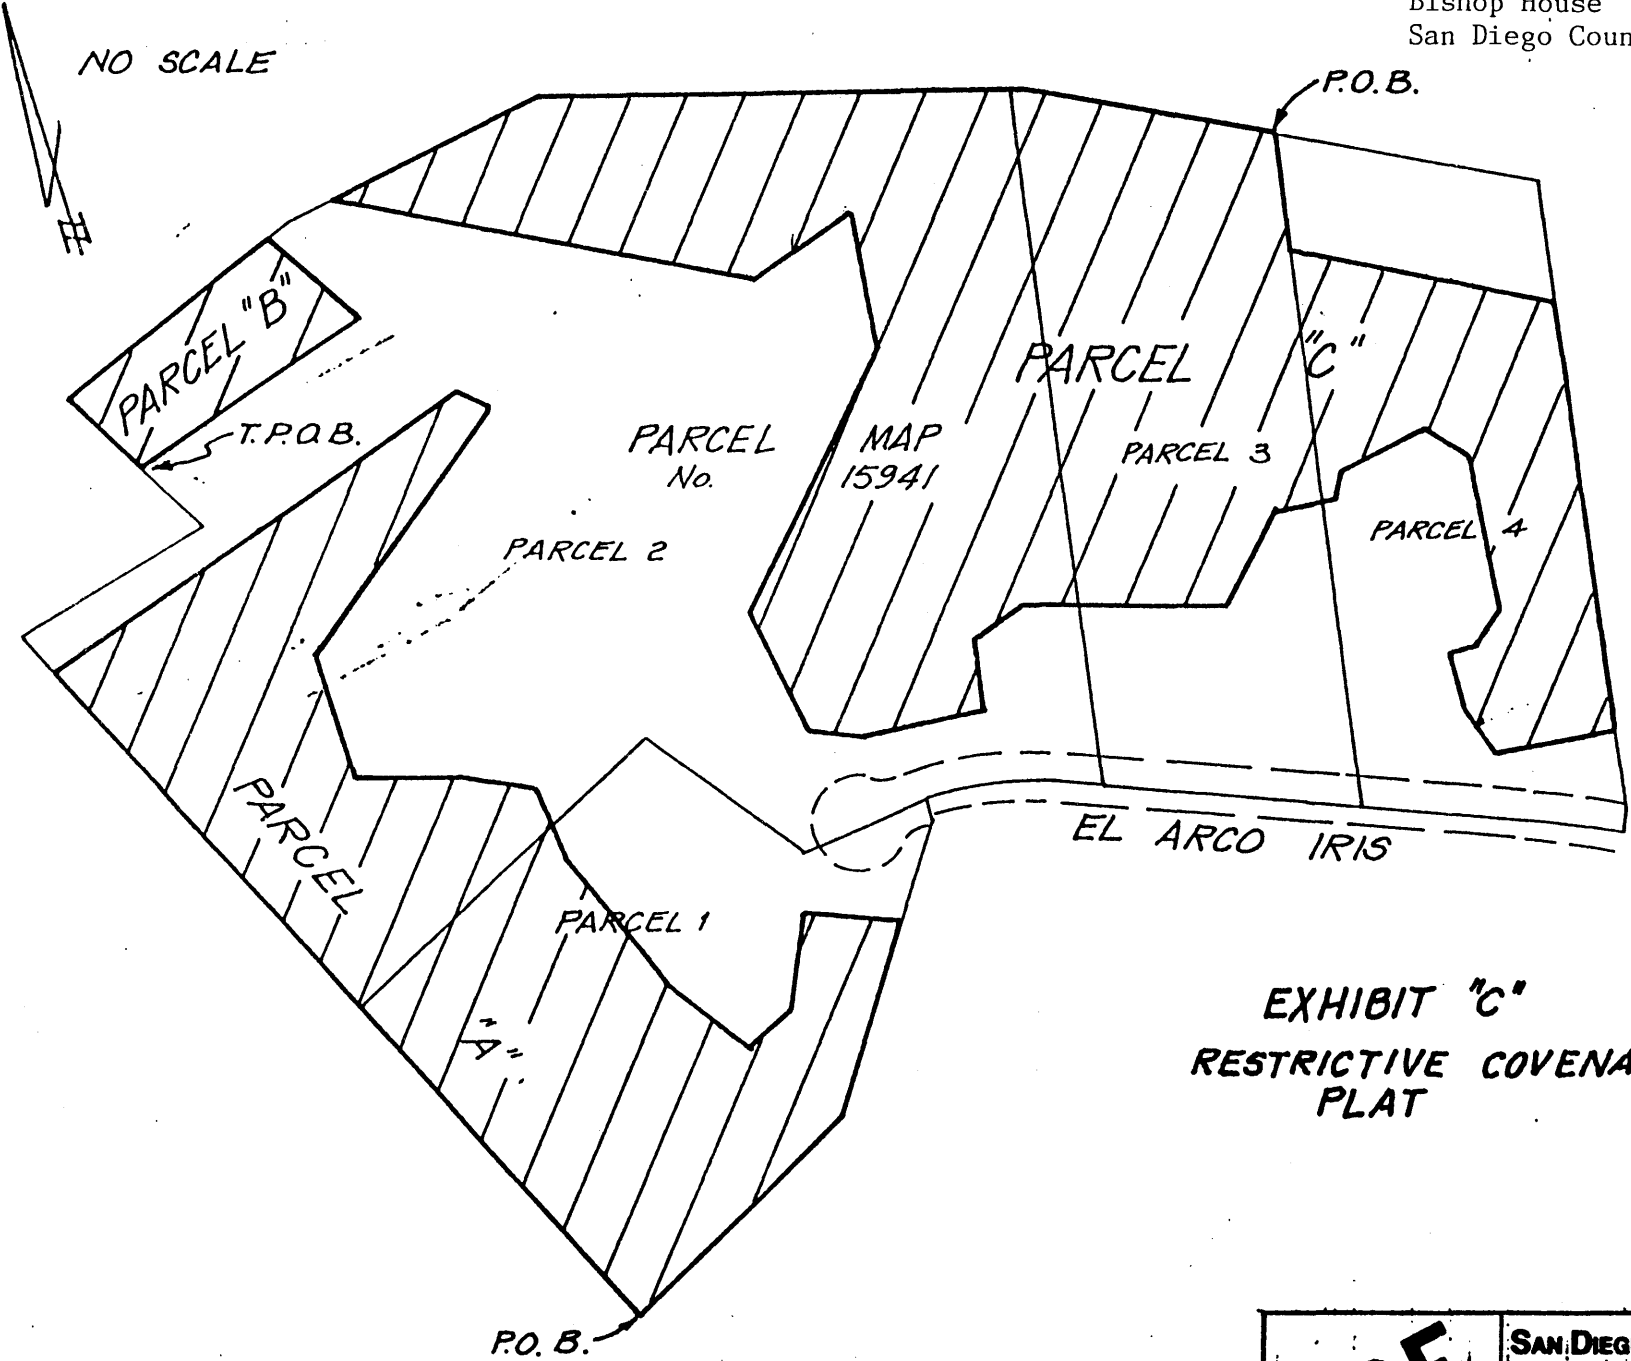 Bishop House
San Diego Coun
NO SCALE
P.O.B.
PARCEL "B"
T.P.O.B.
PARCEL "C"
PARCEL MAP
No. 15941
PARCEL 3
PARCEL 4
PARCEL 2
PARCEL
"A"
EL ARCO IRIS
PARCEL 1
EXHIBIT "C"
RESTRICTIVE COVENA
PLAT
P.O.B.
SAN DIEG